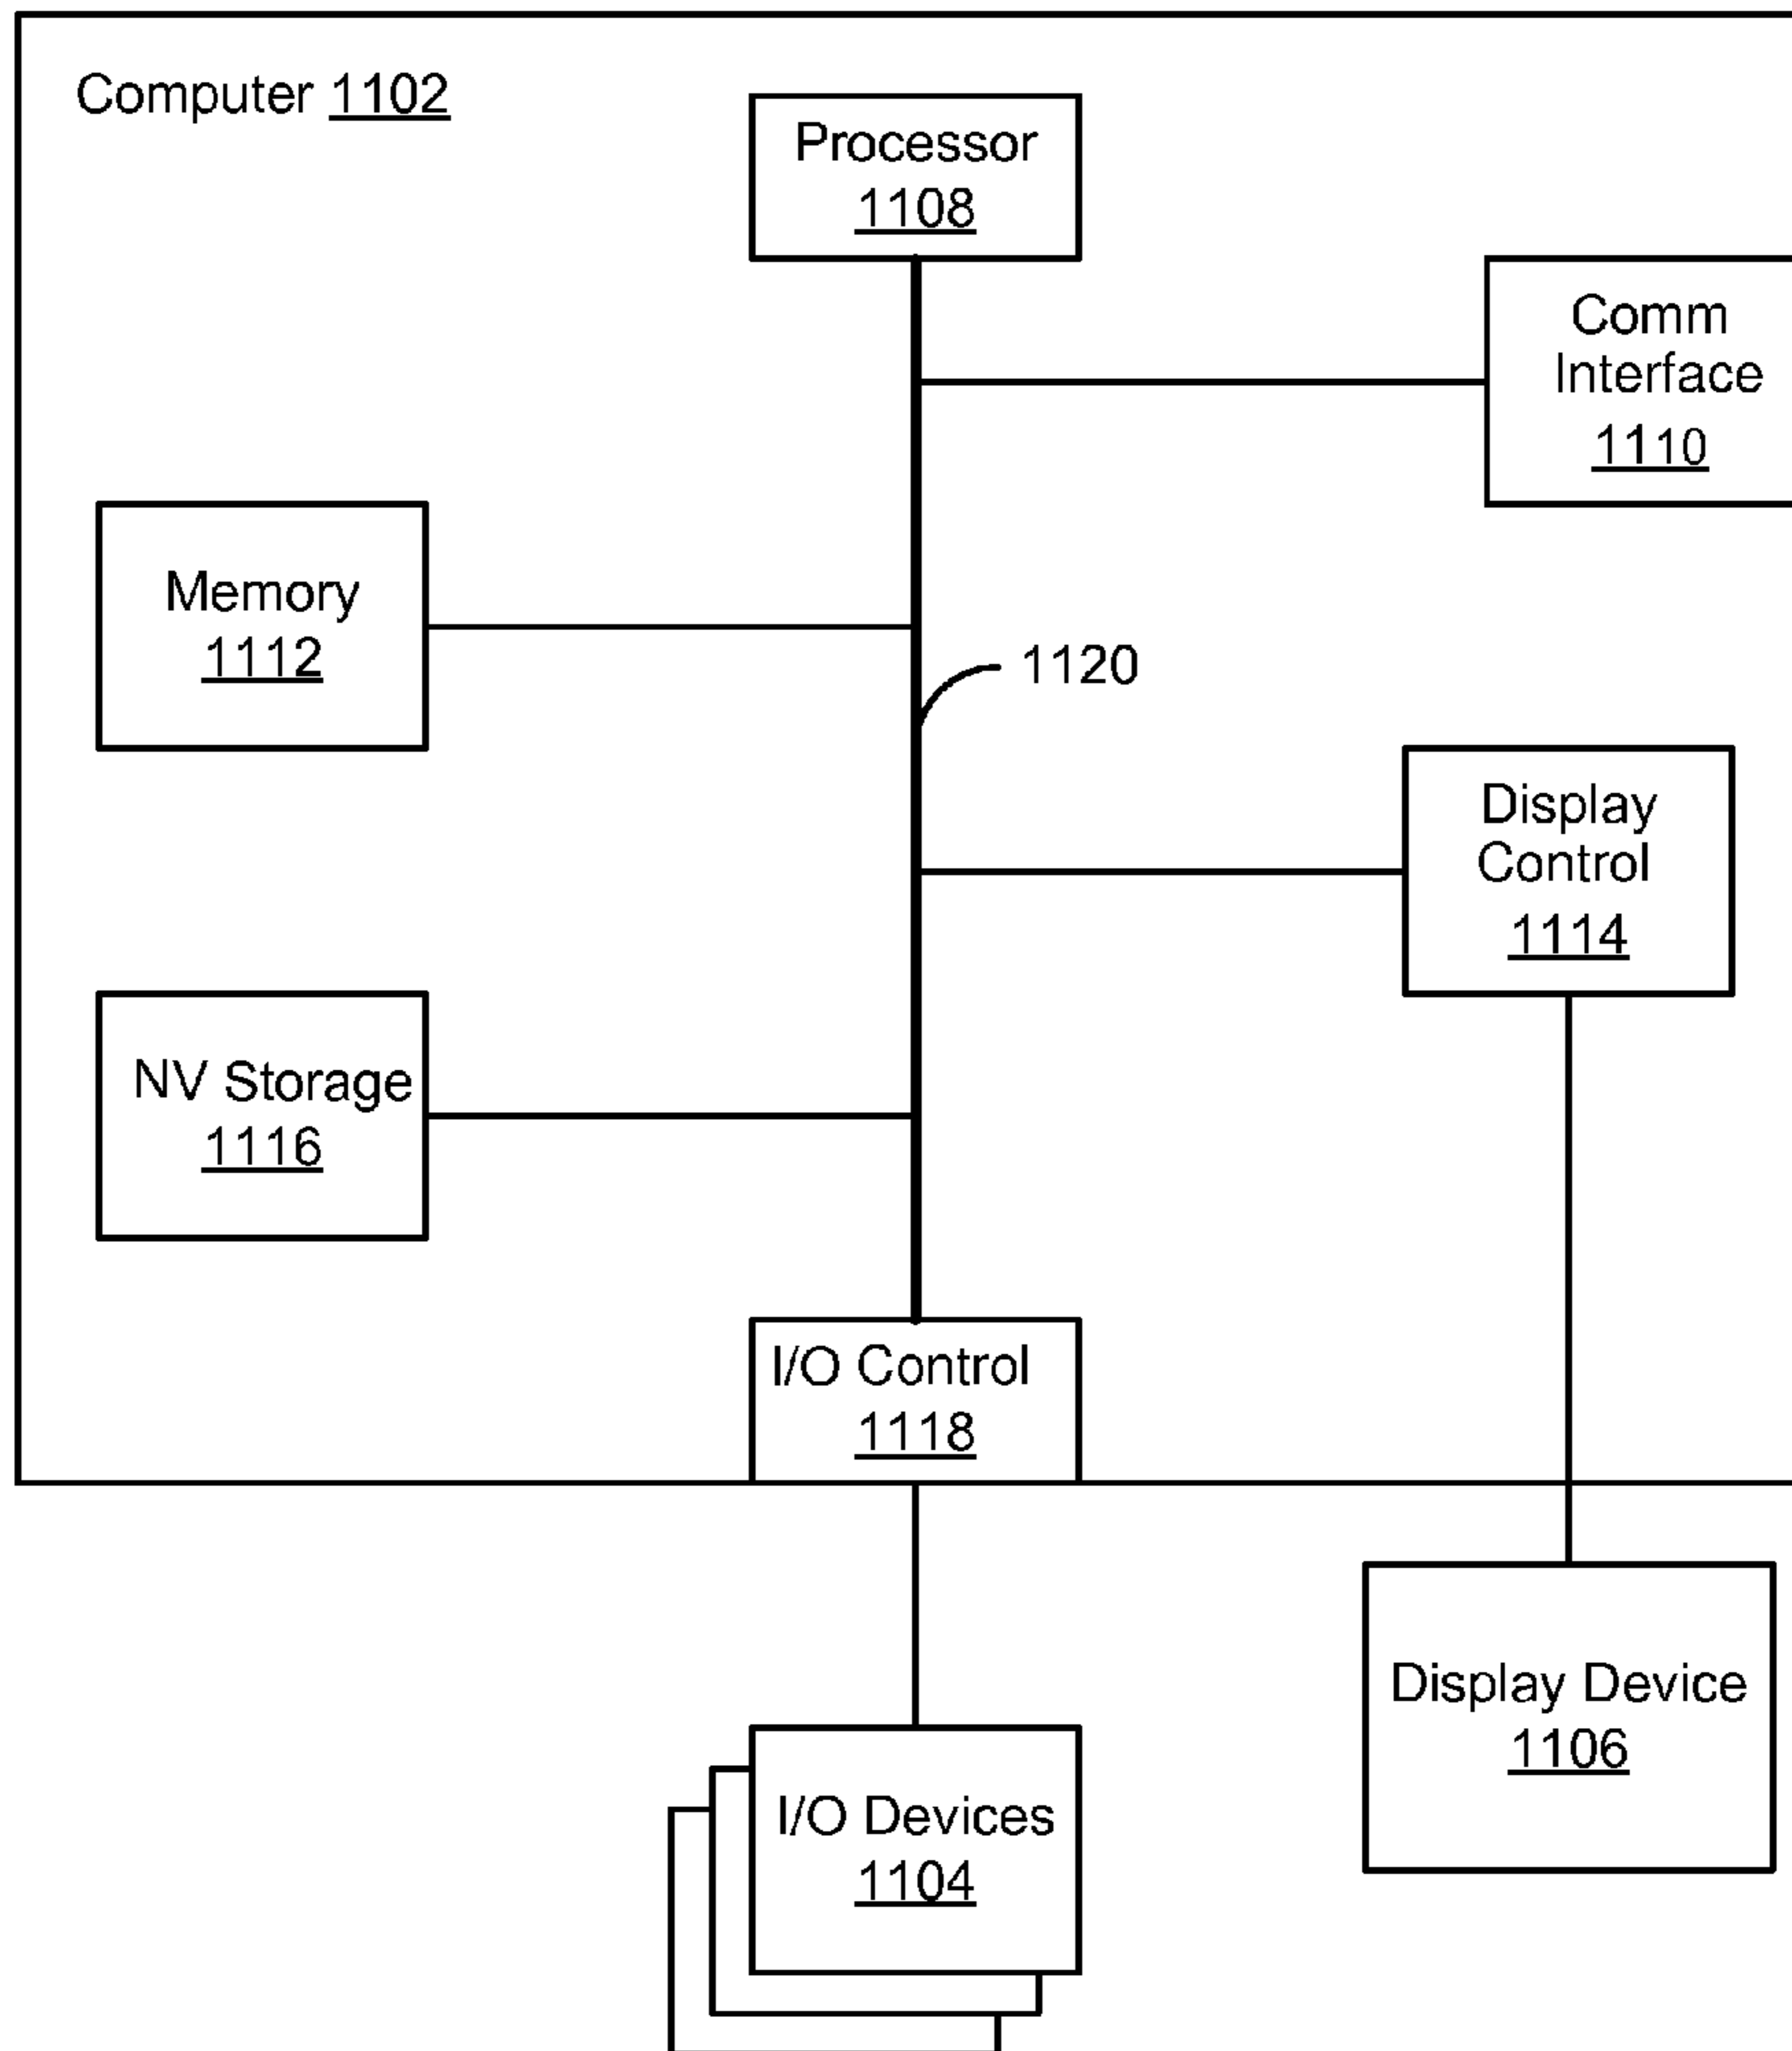 Computer 1102
Processor
1108
Comm
Interface
1110
Memory
1112
1120
Display
Control
1114
NV Storage
1116
I/O Control
1118
Display Device
1106
I/O Devices
1104